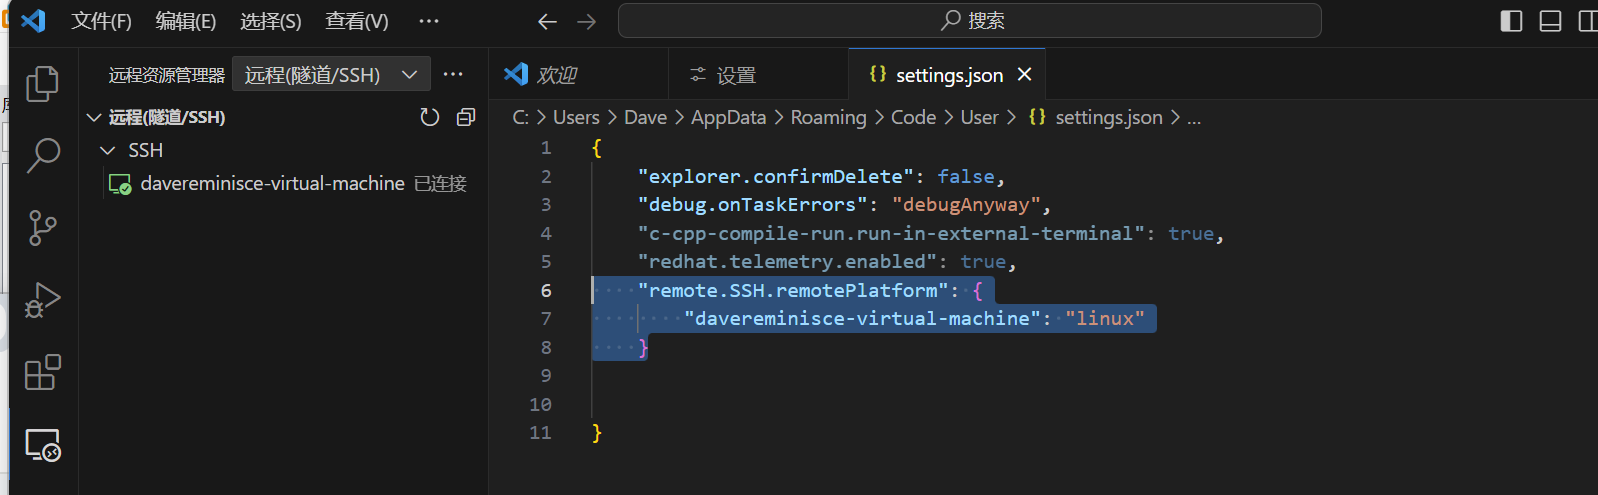 文件(F) 编辑(E) 选择(S) 查看(V) ··· 搜索
远程资源管理器 远程(隧道/SSH) ···
欢迎 设置 {} settings.json
远程(隧道/SSH)
SSH
davereminisce-virtual-machine 已连接
C: > Users > Dave > AppData > Roaming > Code > User > {} settings.json > ...
1 {
2 "explorer.confirmDelete": false,
3 "debug.onTaskErrors": "debugAnyway",
4 "c-cpp-compile-run.run-in-external-terminal": true,
5 "redhat.telemetry.enabled": true,
6 "remote.SSH.remotePlatform": {
7 "davereminisce-virtual-machine": "linux"
8 }
9
10
11 }